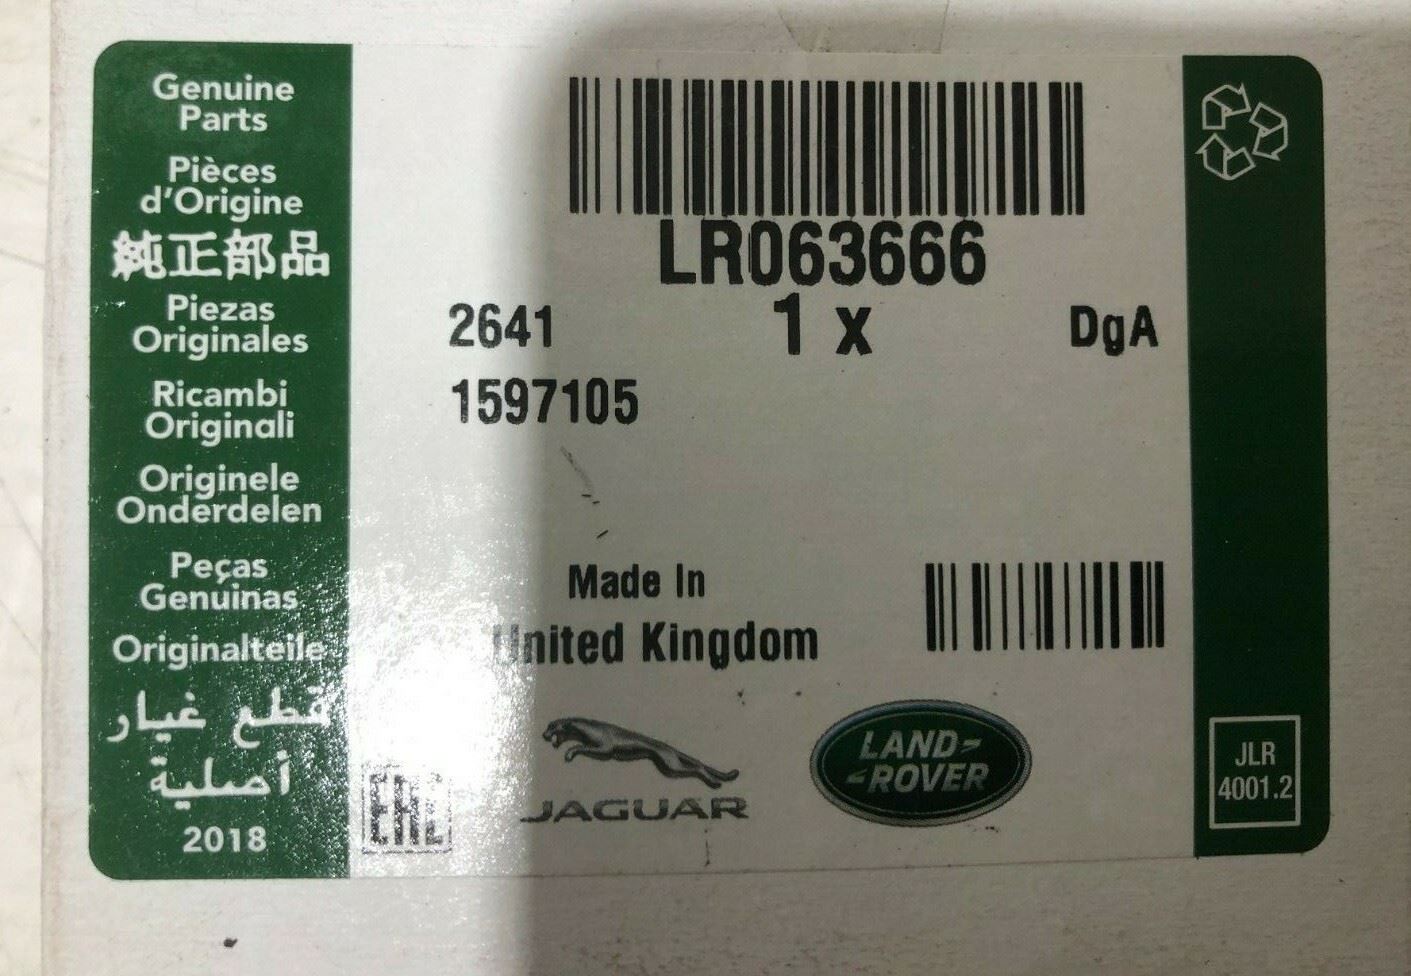 Genuine
Parts
Pièces
d'Origine
純正部品
Piezas
Originales
Ricambi
Originali
Originele
Onderdelen
Peças
Genuinas
Originalteile
قطع غيار
أصلية
2018
LR063666
2641 1 x DgA
1597105
Made In
United Kingdom
EAC
JAGUAR
LAND-
-ROVER
JLR
4001.2